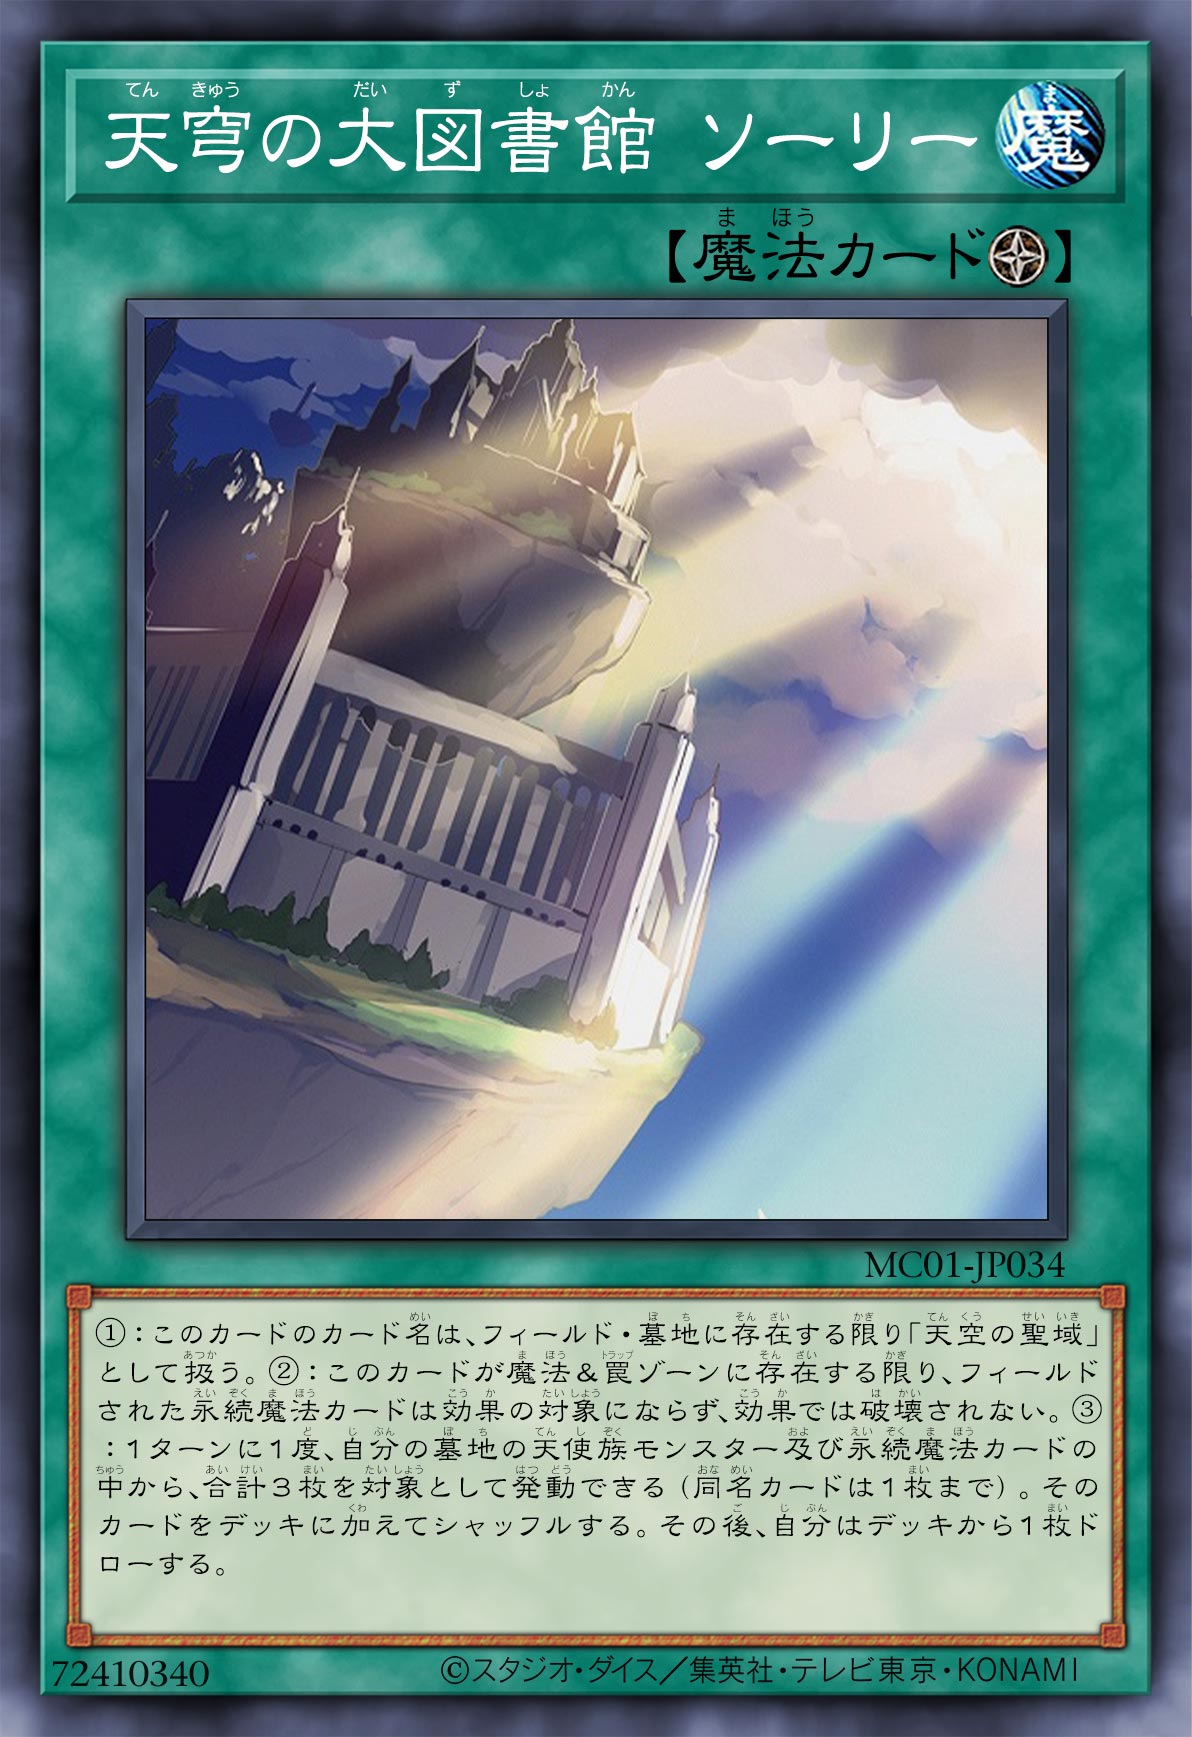 天穹の大図書館 ソーリー 魔
【魔法カード】
MC01-JP034
①：このカードのカード名は、フィールド・墓地に存在する限り「天空の聖域」
として扱う。②：このカードが魔法＆罠ゾーンに存在する限り、フィールド
された永続魔法カードは効果の対象にならず、効果では破壊されない。③
：１ターンに１度、自分の墓地の天使族モンスター及び永続魔法カードの
中から、合計３枚を対象として発動できる（同名カードは１枚まで）。その
カードをデッキに加えてシャッフルする。その後、自分はデッキから１枚ド
ローする。
72410340 ©スタジオ・ダイス／集英社・テレビ東京・KONAMI